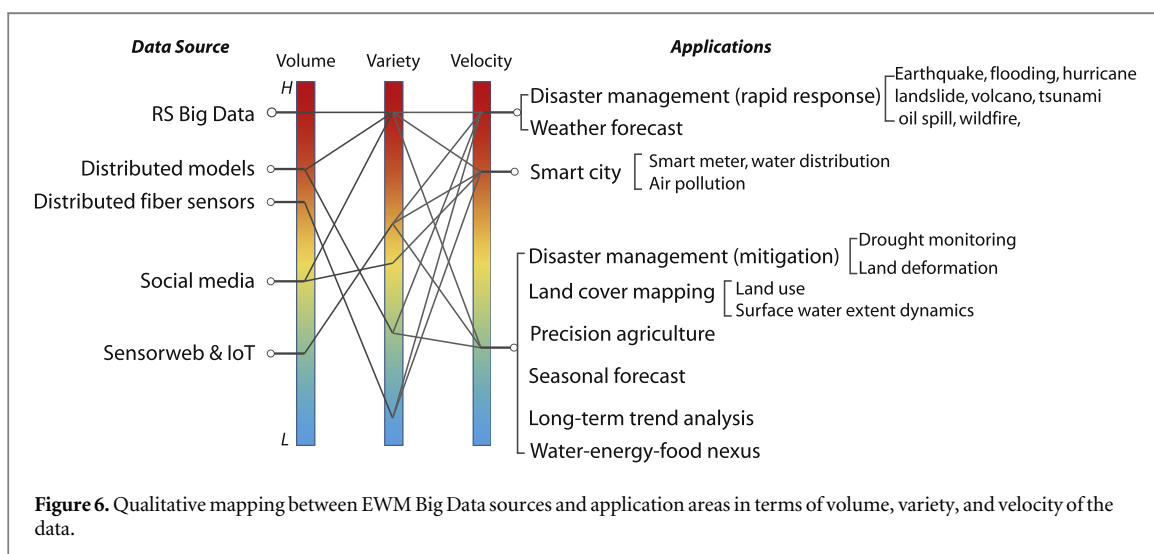 Data Source
Applications
Volume
Variety
Velocity
H
L
RS Big Data
Distributed models
Distributed fiber sensors
Social media
Sensorweb & IoT
Disaster management (rapid response)
Earthquake, flooding, hurricane
landslide, volcano, tsunami
oil spill, wildfire,
Weather forecast
Smart city
Smart meter, water distribution
Air pollution
Disaster management (mitigation)
Drought monitoring
Land deformation
Land cover mapping
Land use
Surface water extent dynamics
Precision agriculture
Seasonal forecast
Long-term trend analysis
Water-energy-food nexus
Figure 6. Qualitative mapping between EWM Big Data sources and application areas in terms of volume, variety, and velocity of the
data.